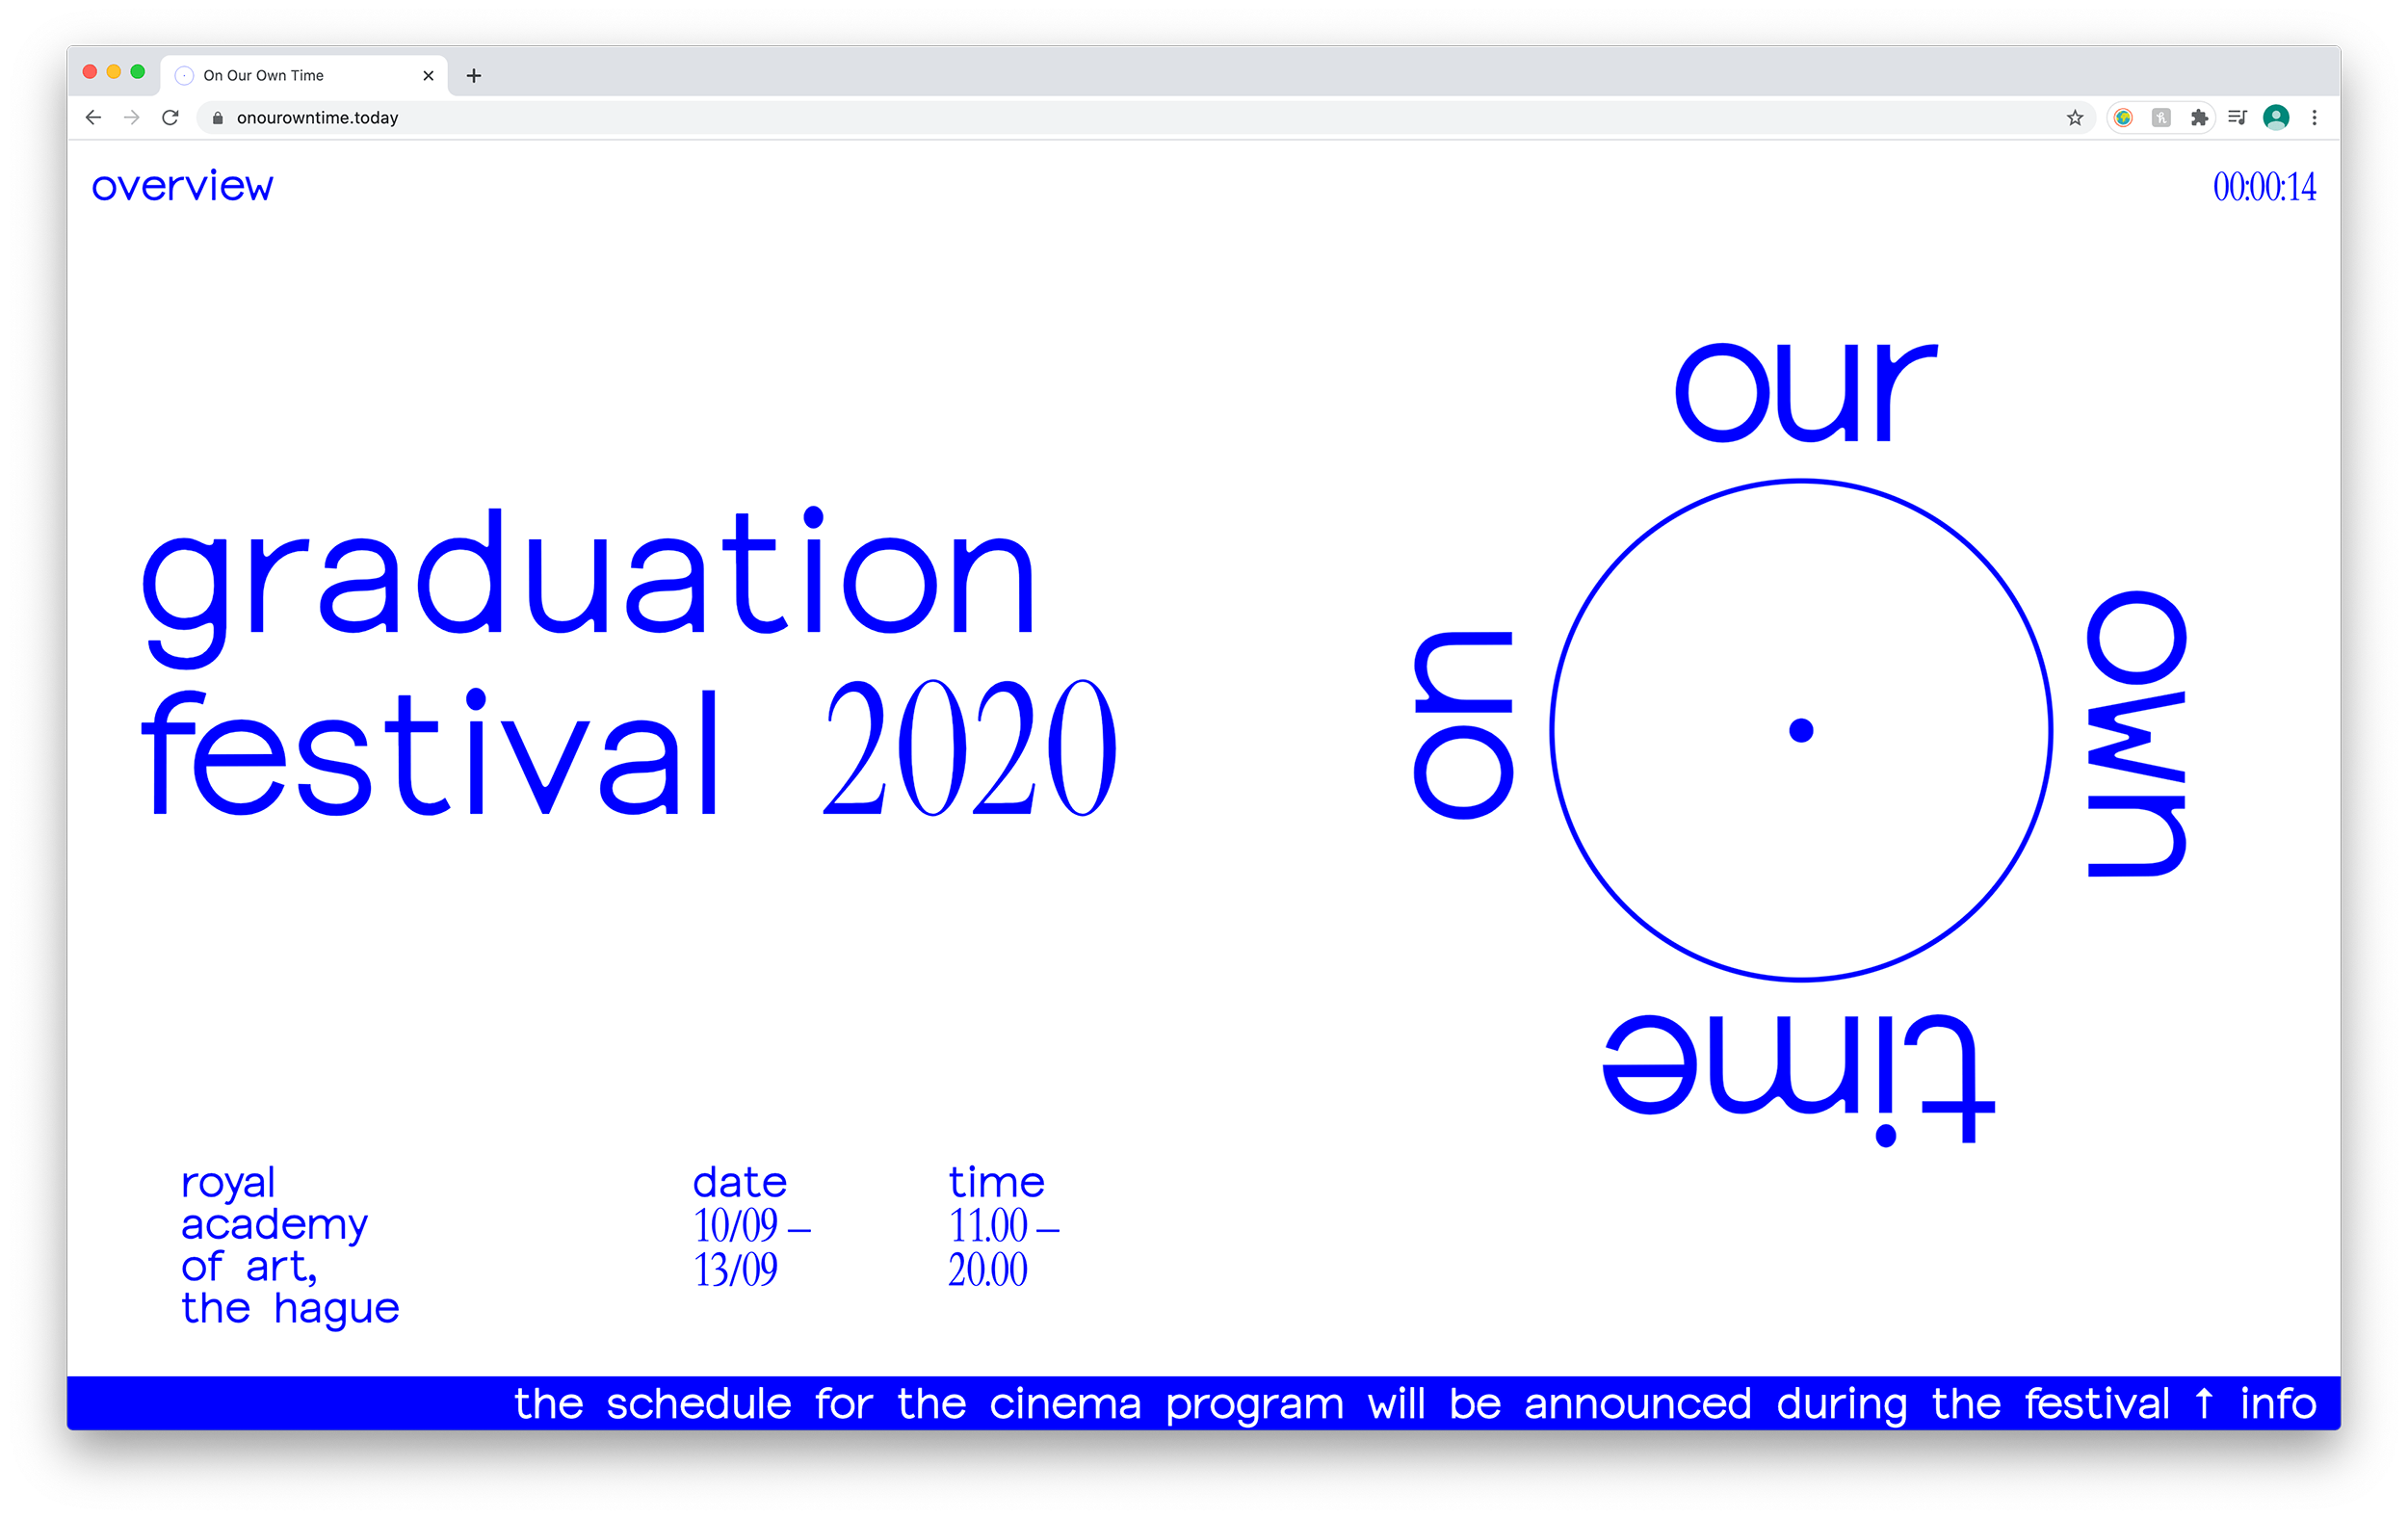 On Our Own Time
onourowntime.today
overview
00:00:14
graduation
festival 2020
on
our
own
time
royal
academy
of art,
the hague
date
10/09 –
13/09
time
11.00 –
20.00
the schedule for the cinema program will be announced during the festival ↑ info